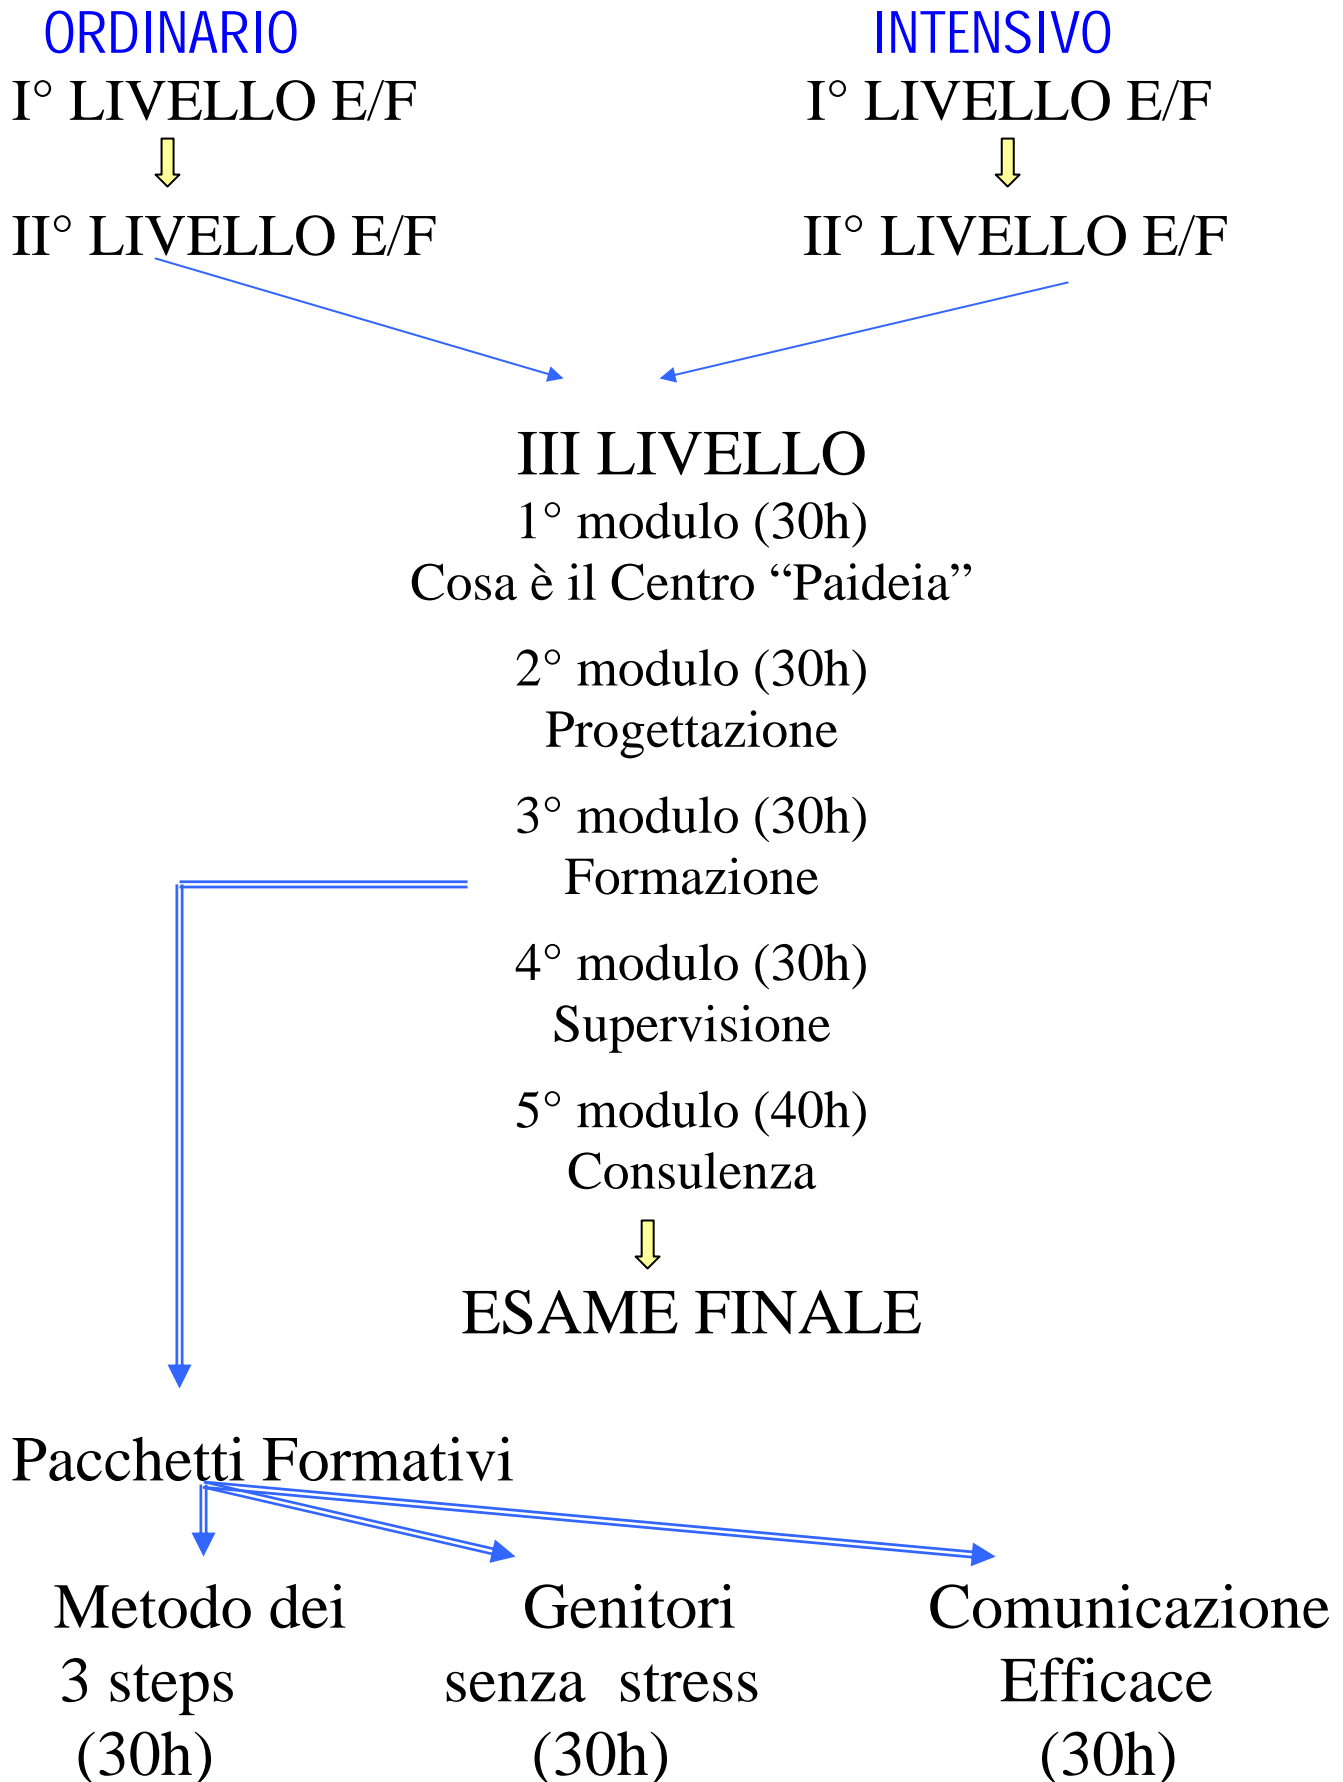 ORDINARIO INTENSIVO
I° LIVELLO E/F I° LIVELLO E/F
II° LIVELLO E/F II° LIVELLO E/F
III LIVELLO
1° modulo (30h)
Cosa è il Centro “Paideia”
2° modulo (30h)
Progettazione
3° modulo (30h)
Formazione
4° modulo (30h)
Supervisione
5° modulo (40h)
Consulenza
ESAME FINALE
Pacchetti Formativi
Metodo dei Genitori Comunicazione
3 steps senza stress Efficace
(30h) (30h) (30h)